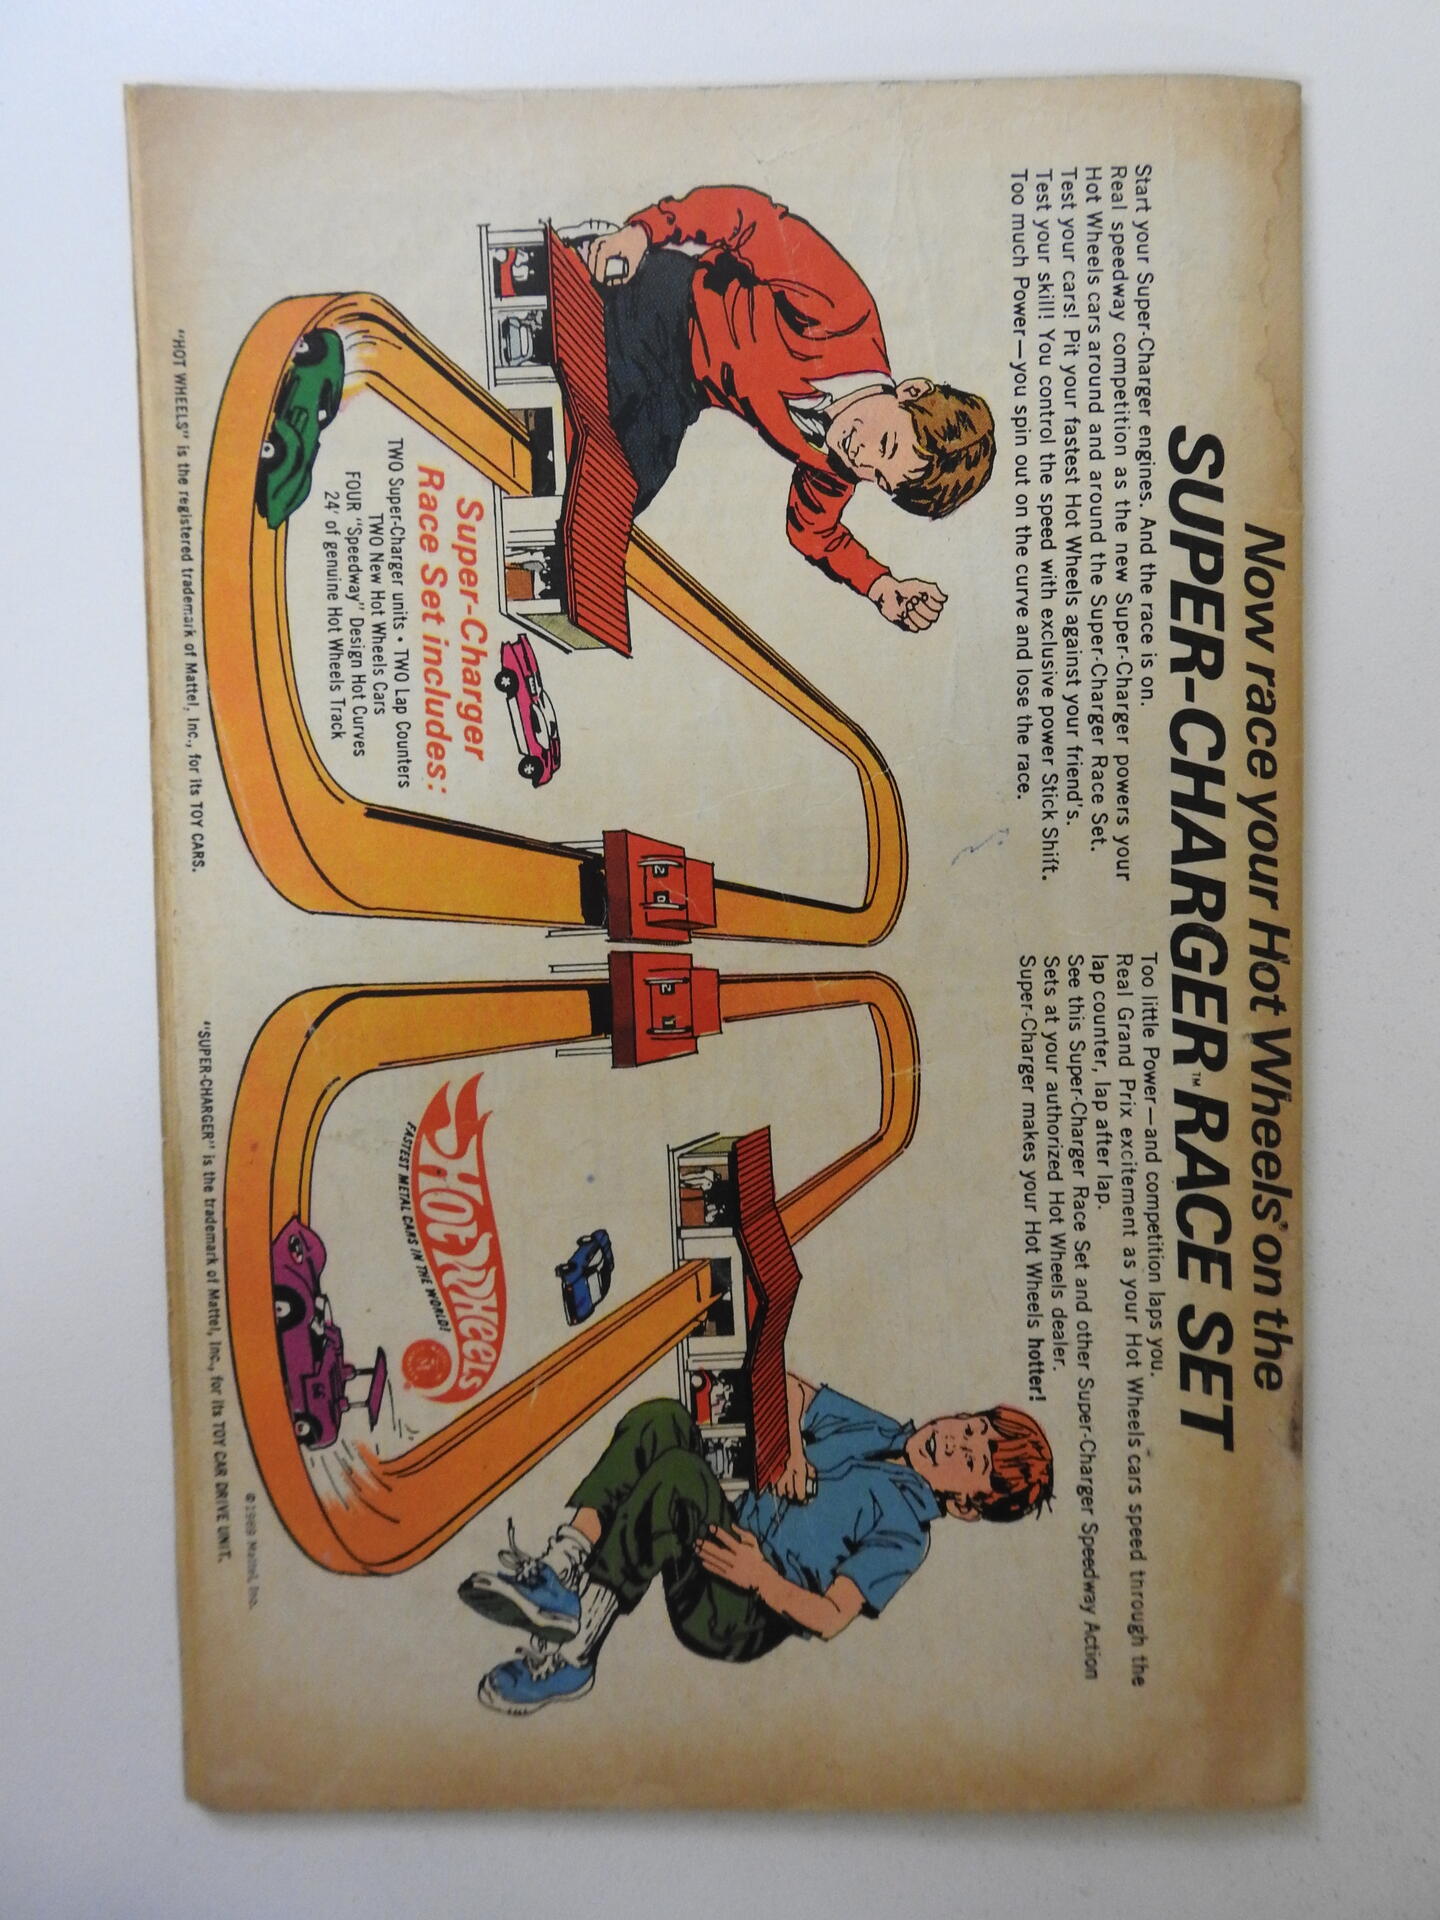 Now race your Hot Wheels® on the
SUPER-CHARGER™ RACE SET
Start your Super-Charger engines. And the race is on.
Real speedway competition as the new Super-Charger powers your
Hot Wheels cars around and around the Super-Charger Race Set.
Test your cars! Pit your fastest Hot Wheels against your friend's.
Test your skill! You control the speed with exclusive power Stick Shift.
Too much Power—you spin out on the curve and lose the race.
Too little Power—and competition laps you.
Real Grand Prix excitement as your Hot Wheels cars speed through the
lap counter, lap after lap.
See this Super-Charger Race Set and other Super-Charger Speedway Action
Sets at your authorized Hot Wheels dealer.
Super-Charger makes your Hot Wheels hotter!
2 0
2 1
Super-Charger
Race Set includes:
TWO Super-Charger units • TWO Lap Counters
TWO New Hot Wheels Cars
FOUR "Speedway" Design Hot Curves
24' of genuine Hot Wheels Track
HOT WHEELS
FASTEST METAL CARS IN THE WORLD!
66
"HOT WHEELS" is the registered trademark of Mattel, Inc., for its TOY CARS.
"SUPER-CHARGER" is the trademark of Mattel, Inc., for its TOY CAR DRIVE UNIT.
©1969 Mattel, Inc.